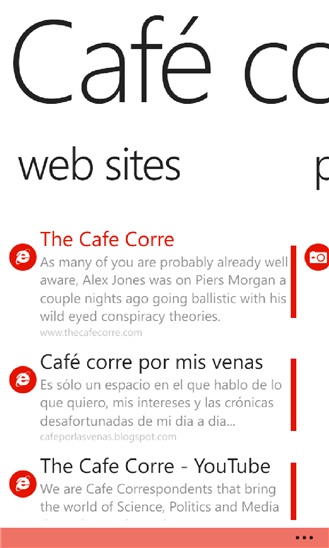 Café co
web sites
p
The Cafe Corre
As many of you are probably already well
aware, Alex Jones was on Piers Morgan a
couple nights ago going ballistic with his
wild eyed conspiracy theories.
www.thecafecorre.com
Café corre por mis venas
Es sólo un espacio en el que hablo de lo
que quiero, mis intereses y las crónicas
desafortunadas de mi dia a dia...
cafeporlasvenas.blogspot.com
The Cafe Corre - YouTube
We are Cafe Correspondents that bring
the world of Science, Politics and Media